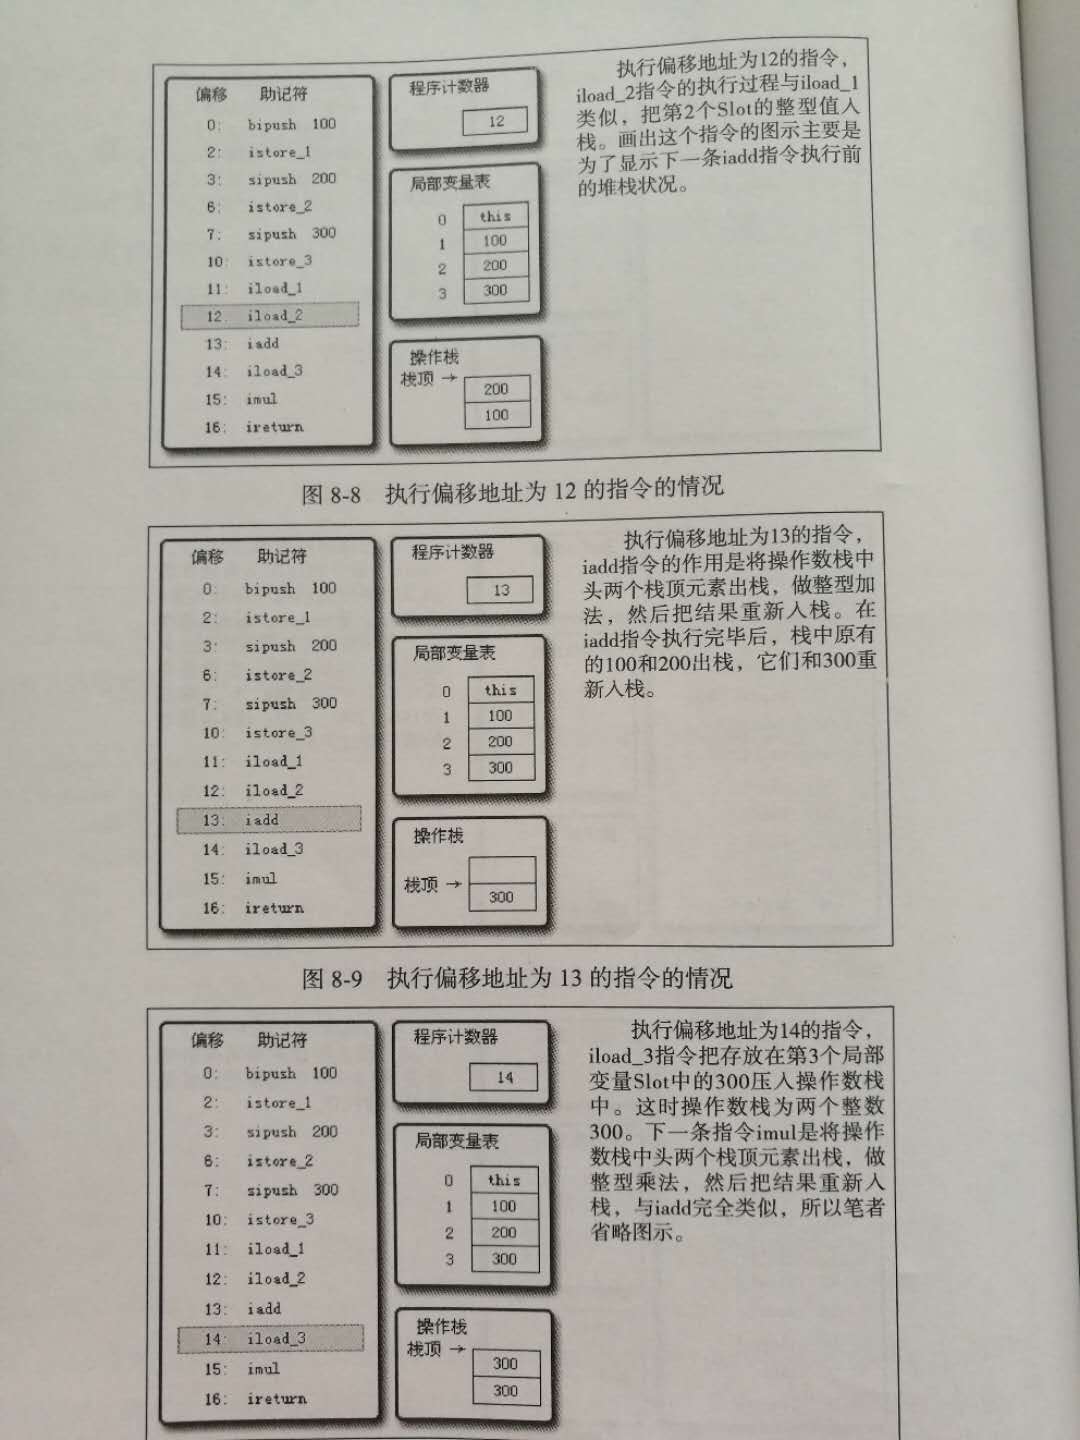 偏移 助记符
0: bipush 100
2: istore_1
3: sipush 200
6: istore_2
7: sipush 300
10: istore_3
11: iload_1
12: iload_2
13: iadd
14: iload_3
15: imul
16: ireturn
程序计数器
12
局部变量表
0 this
1 100
2 200
3 300
操作栈
栈顶 →
200
100
执行偏移地址为12的指令，
iload_2指令的执行过程与iload_1
类似，把第2个Slot的整型值入
栈。画出这个指令的图示主要是
为了显示下一条iadd指令执行前
的堆栈状况。
图 8-8 执行偏移地址为 12 的指令的情况
偏移 助记符
0: bipush 100
2: istore_1
3: sipush 200
6: istore_2
7: sipush 300
10: istore_3
11: iload_1
12: iload_2
13: iadd
14: iload_3
15: imul
16: ireturn
程序计数器
13
局部变量表
0 this
1 100
2 200
3 300
操作栈
栈顶 →
300
执行偏移地址为13的指令，
iadd指令的作用是将操作数栈中
头两个栈顶元素出栈，做整型加
法，然后把结果重新入栈。在
iadd指令执行完毕后，栈中原有
的100和200出栈，它们和300重
新入栈。
图 8-9 执行偏移地址为 13 的指令的情况
偏移 助记符
0: bipush 100
2: istore_1
3: sipush 200
6: istore_2
7: sipush 300
10: istore_3
11: iload_1
12: iload_2
13: iadd
14: iload_3
15: imul
16: ireturn
程序计数器
14
局部变量表
0 this
1 100
2 200
3 300
操作栈
栈顶 →
300
300
执行偏移地址为14的指令，
iload_3指令把存放在第3个局部
变量Slot中的300压入操作数栈
中。这时操作数栈为两个整数
300。下一条指令imul是将操作
数栈中头两个栈顶元素出栈，做
整型乘法，然后把结果重新入
栈，与iadd完全类似，所以笔者
省略图示。